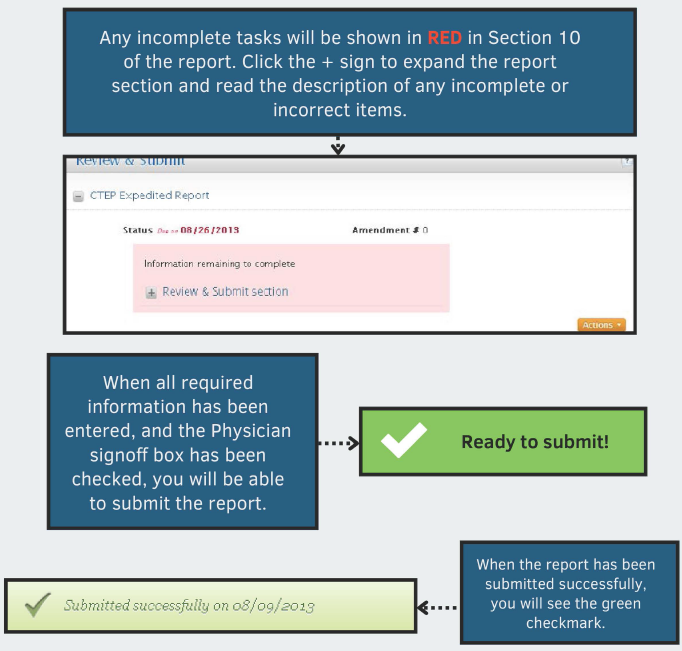 Any incomplete tasks will be shown in RED in Section 10
of the report. Click the + sign to expand the report
section and read the description of any incomplete or
incorrect items.
Review & Submit
CTEP Expedited Report
Status Due on 08/26/2013 Amendment # 0
Information remaining to complete
+ Review & Submit section
Actions
When all required
information has been
entered, and the Physician
signoff box has been
checked, you will be able
to submit the report.
Ready to submit!
When the report has been
submitted successfully,
you will see the green
checkmark.
Submitted successfully on 08/09/2013